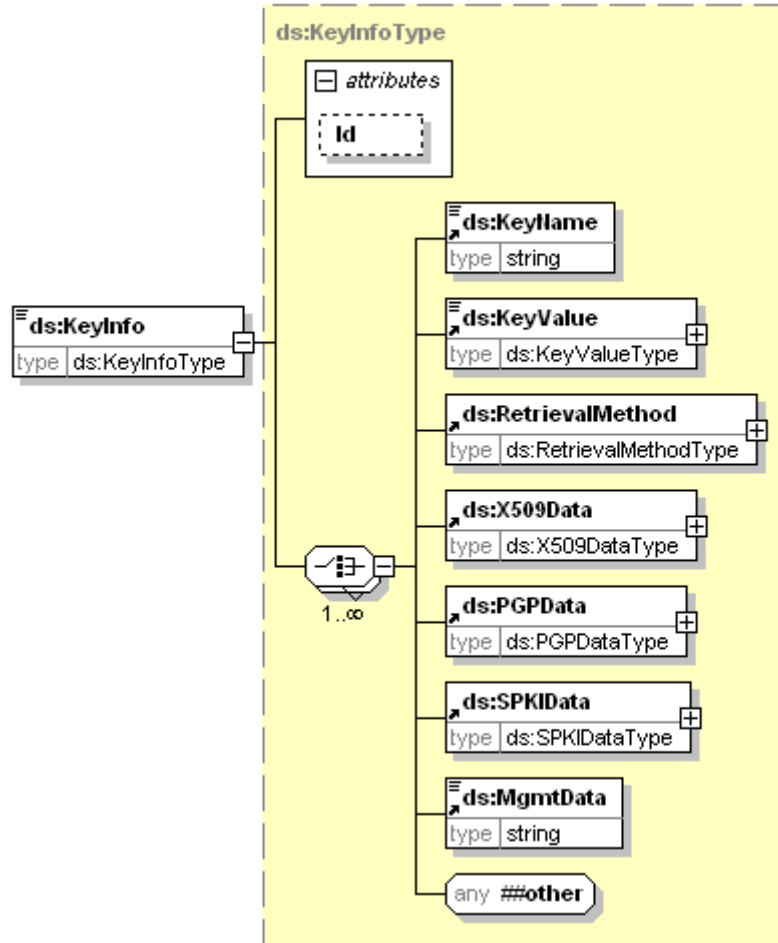 ds:KeyInfoType
attributes
Id
ds:KeyName
type string
ds:KeyInfo
type ds:KeyInfoType
ds:KeyValue
type ds:KeyValueType
ds:RetrievalMethod
type ds:RetrievalMethodType
ds:X509Data
type ds:X509DataType
1..∞
ds:PGPData
type ds:PGPDataType
ds:SPKIData
type ds:SPKIDataType
ds:MgmtData
type string
any ##other